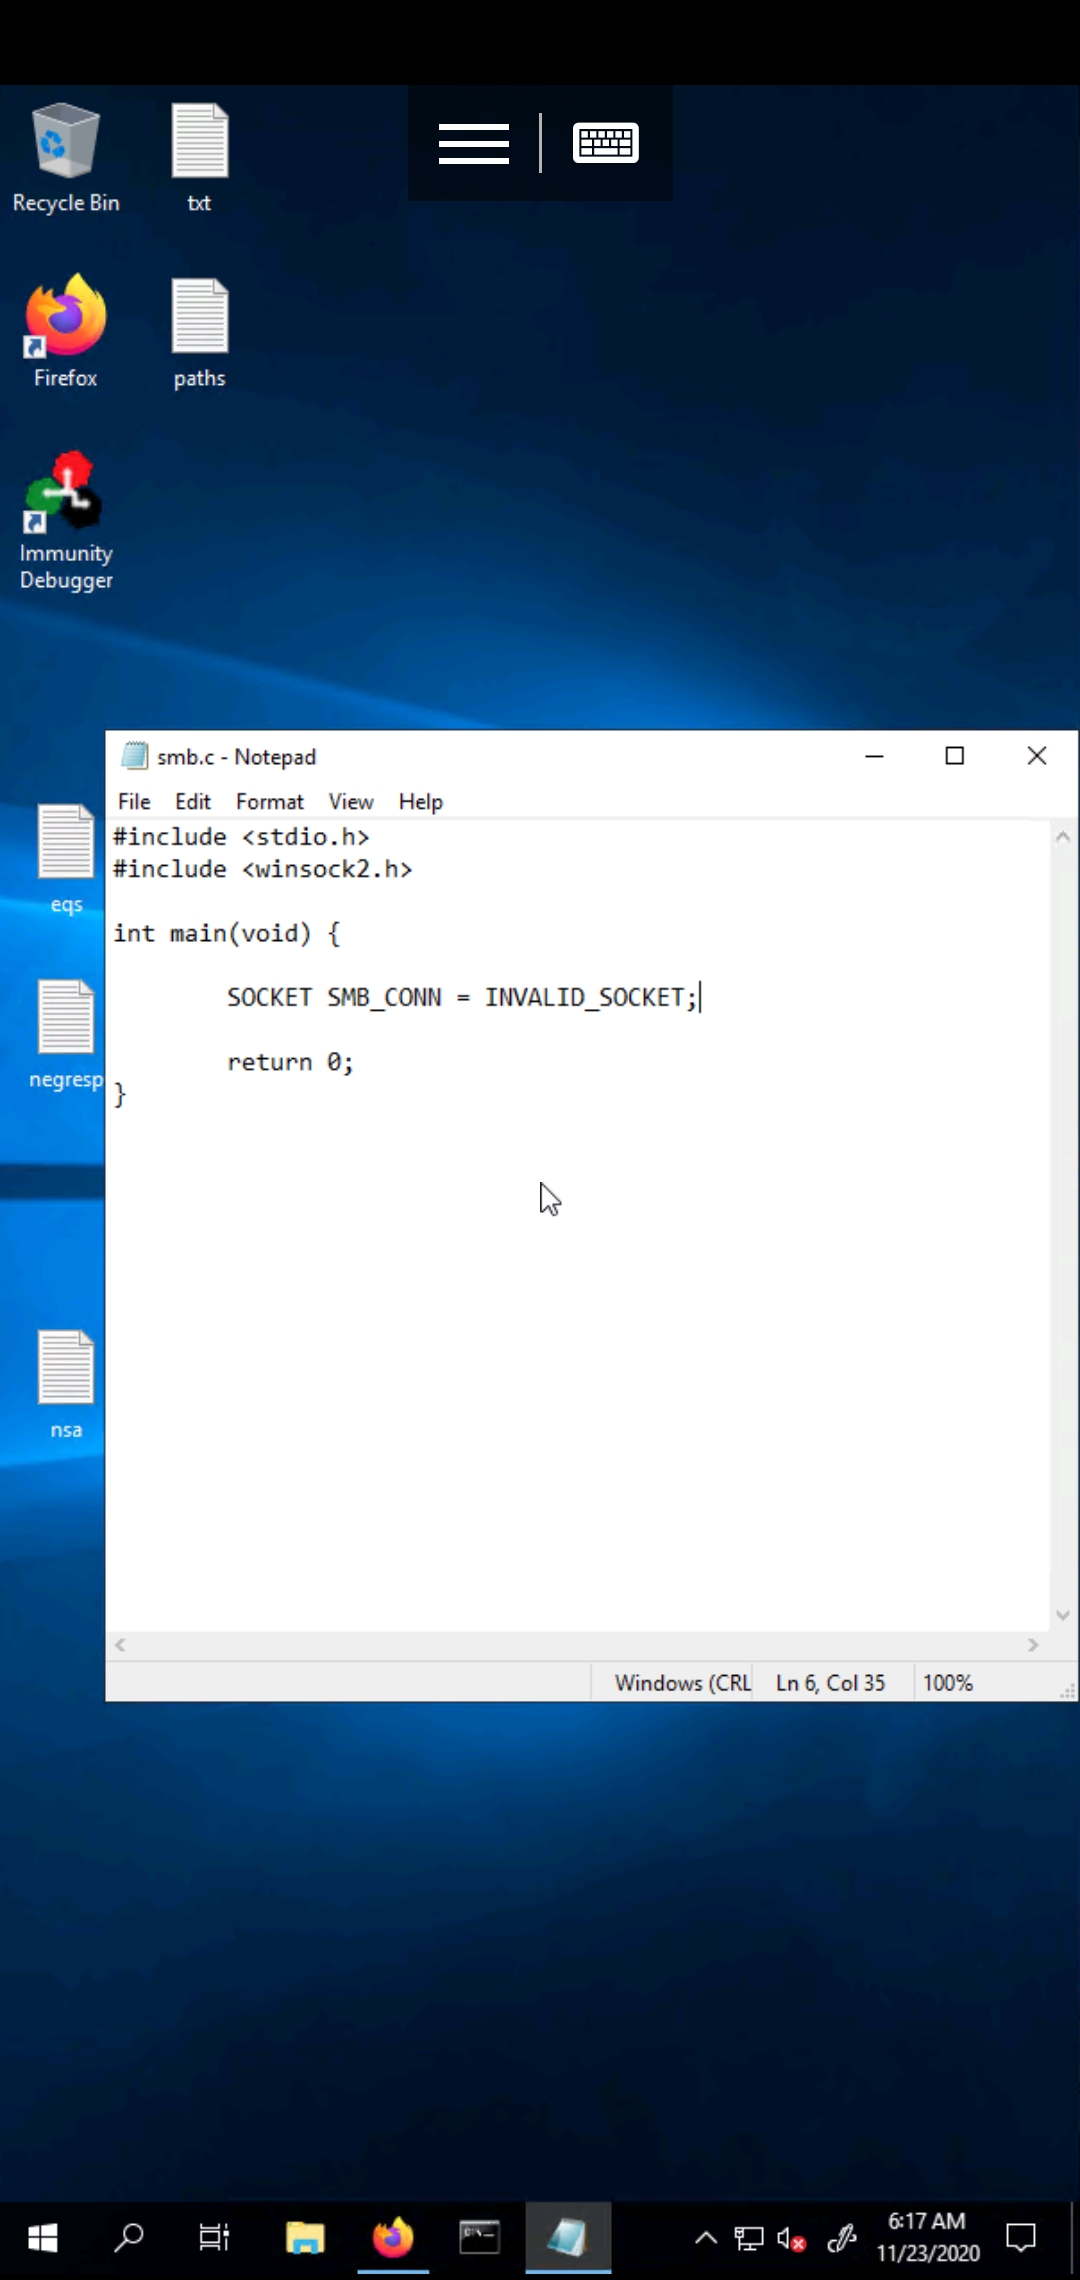 Recycle Bin
txt
Firefox
paths
Immunity
Debugger
eqs
negresp
nsa
smb.c - Notepad
File Edit Format View Help
#include <stdio.h>
#include <winsock2.h>
int main(void) {
SOCKET SMB_CONN = INVALID_SOCKET;
return 0;
}
Windows (CRL
Ln 6, Col 35
100%
6:17 AM
11/23/2020